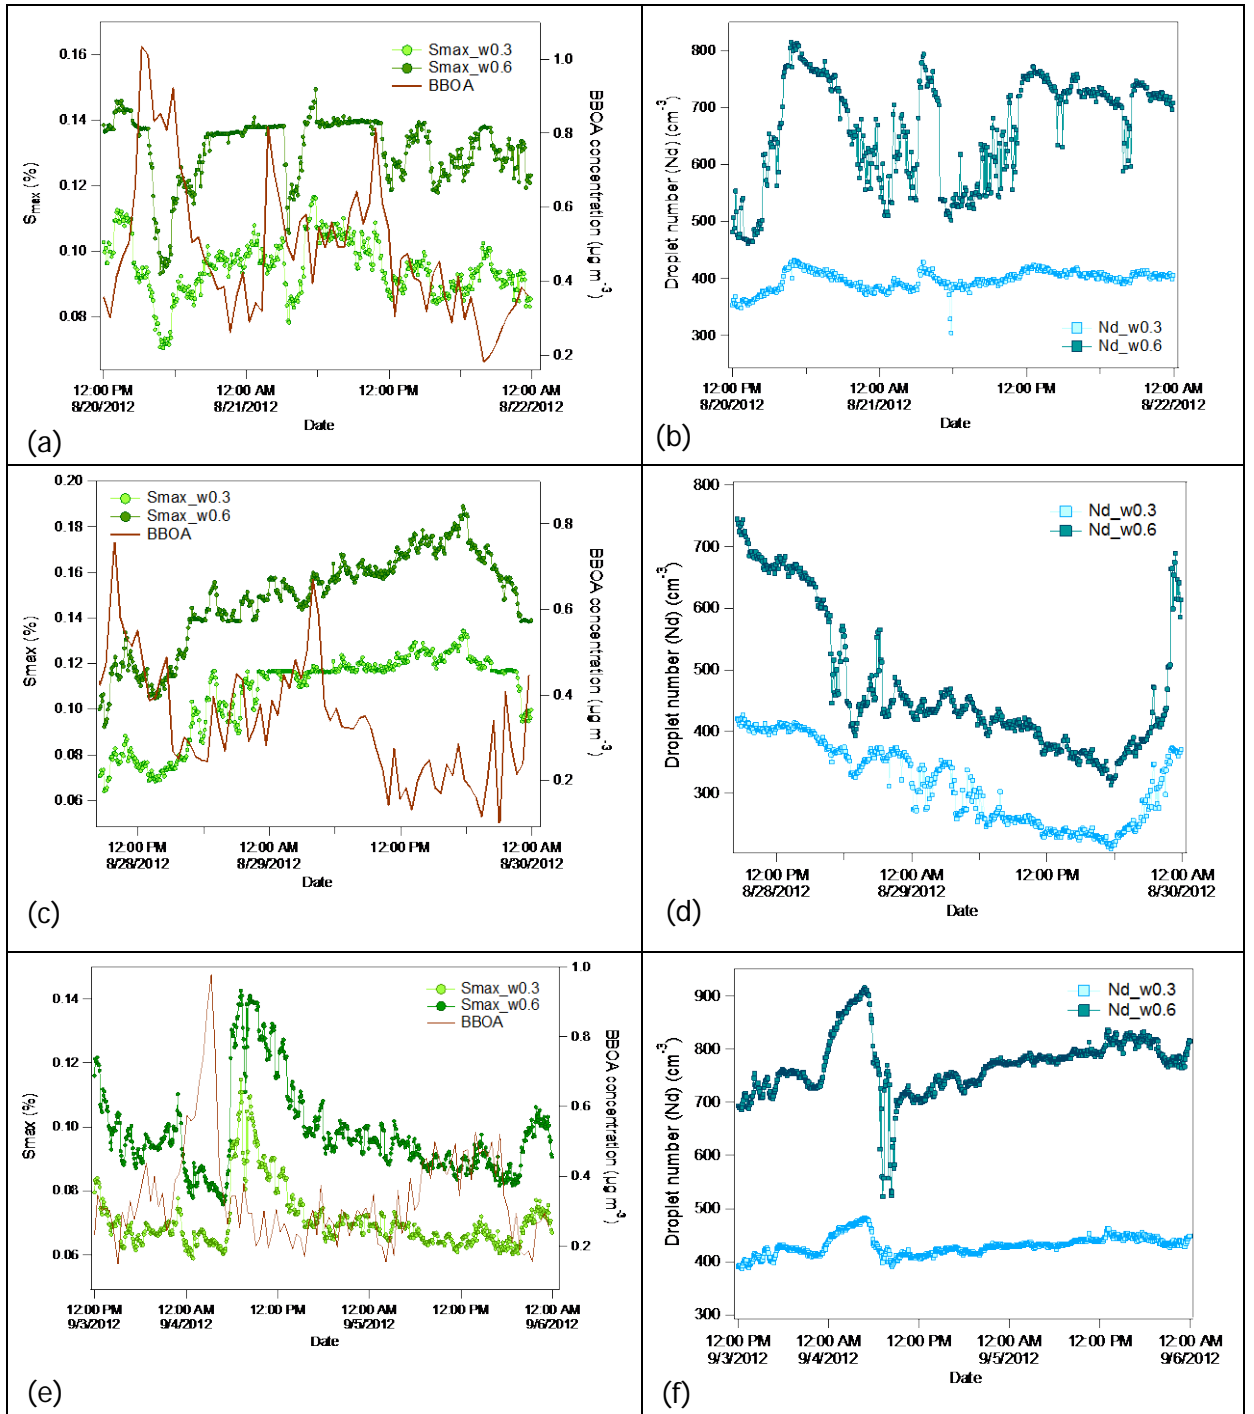 Smax_w0.3
Smax_w0.6
BBOA
0.16
0.14
0.12
0.10
0.08
Smax (%)
1.0
0.8
0.6
0.4
0.2
BBOA concentration (µg m-3)
12:00 PM
8/20/2012
12:00 AM
8/21/2012
12:00 PM
12:00 AM
8/22/2012
Date
(a)
800
700
600
500
400
300
Droplet number (Nd) (cm-3)
Nd_w0.3
Nd_w0.6
12:00 PM
8/20/2012
12:00 AM
8/21/2012
12:00 PM
12:00 AM
8/22/2012
Date
(b)
Smax_w0.3
Smax_w0.6
BBOA
0.20
0.18
0.16
0.14
0.12
0.10
0.08
0.06
Smax (%)
0.8
0.6
0.4
0.2
BBOA concentration (µg m-3)
12:00 PM
8/28/2012
12:00 AM
8/29/2012
12:00 PM
12:00 AM
8/30/2012
Date
(c)
800
700
600
500
400
300
Droplet number (Nd) (cm-3)
Nd_w0.3
Nd_w0.6
12:00 PM
8/28/2012
12:00 AM
8/29/2012
12:00 PM
12:00 AM
8/30/2012
Date
(d)
Smax_w0.3
Smax_w0.6
BBOA
0.14
0.12
0.10
0.08
0.06
Smax (%)
1.0
0.8
0.6
0.4
0.2
BBOA concentration (µg m-3)
12:00 PM
9/3/2012
12:00 AM
9/4/2012
12:00 PM
12:00 AM
9/5/2012
12:00 PM
12:00 AM
9/6/2012
Date
(e)
900
800
700
600
500
400
300
Droplet number (Nd) (cm-3)
Nd_w0.3
Nd_w0.6
12:00 PM
9/3/2012
12:00 AM
9/4/2012
12:00 PM
12:00 AM
9/5/2012
12:00 PM
12:00 AM
9/6/2012
Date
(f)